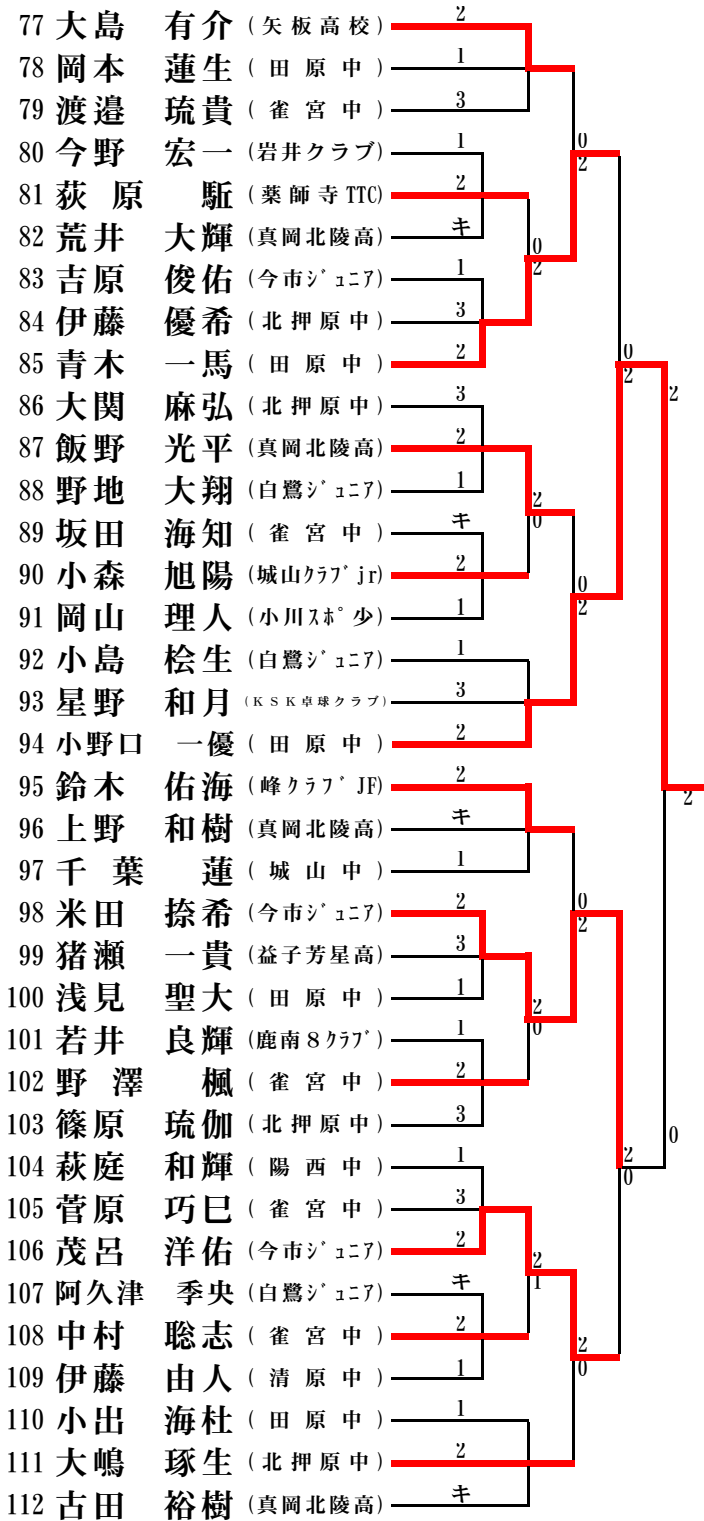 77 大島 有介 (矢板高校) 2
78 岡本 蓮生 (田原中) 1
79 渡邉 琉貴 (雀宮中) 3
0
2
80 今野 宏一 (岩井クラブ) 1
81 荻原 駈 (薬師寺TTC) 2
82 荒井 大輝 (真岡北陵高) キ
0
2
83 吉原 俊佑 (今市ジュニア) 1
84 伊藤 優希 (北押原中) 3
85 青木 一馬 (田原中) 2
0
2
2
86 大関 麻弘 (北押原中) 3
87 飯野 光平 (真岡北陵高) 2
88 野地 大翔 (白鷺ジュニア) 1
2
0
89 坂田 海知 (雀宮中) キ
90 小森 旭陽 (城山クラブjr) 2
91 岡山 理人 (小川スポ少) 1
0
2
92 小島 桧生 (白鷺ジュニア) 1
93 星野 和月 (KSK卓球クラブ) 3
94 小野口 一優 (田原中) 2
95 鈴木 佑海 (峰クラブJF) 2
2
96 上野 和樹 (真岡北陵高) キ
97 千葉 蓮 (城山中) 1
98 米田 捺希 (今市ジュニア) 2
0
2
99 猪瀬 一貴 (益子芳星高) 3
100 浅見 聖大 (田原中) 1
2
0
101 若井 良輝 (鹿南8クラブ) 1
102 野澤 楓 (雀宮中) 2
103 篠原 琉伽 (北押原中) 3
0
104 萩庭 和輝 (陽西中) 1
2
0
105 菅原 巧巳 (雀宮中) 3
106 茂呂 洋佑 (今市ジュニア) 2
2
1
107 阿久津 季央 (白鷺ジュニア) キ
108 中村 聡志 (雀宮中) 2
109 伊藤 由人 (清原中) 1
2
0
110 小出 海杜 (田原中) 1
111 大嶋 琢生 (北押原中) 2
112 古田 裕樹 (真岡北陵高) キ